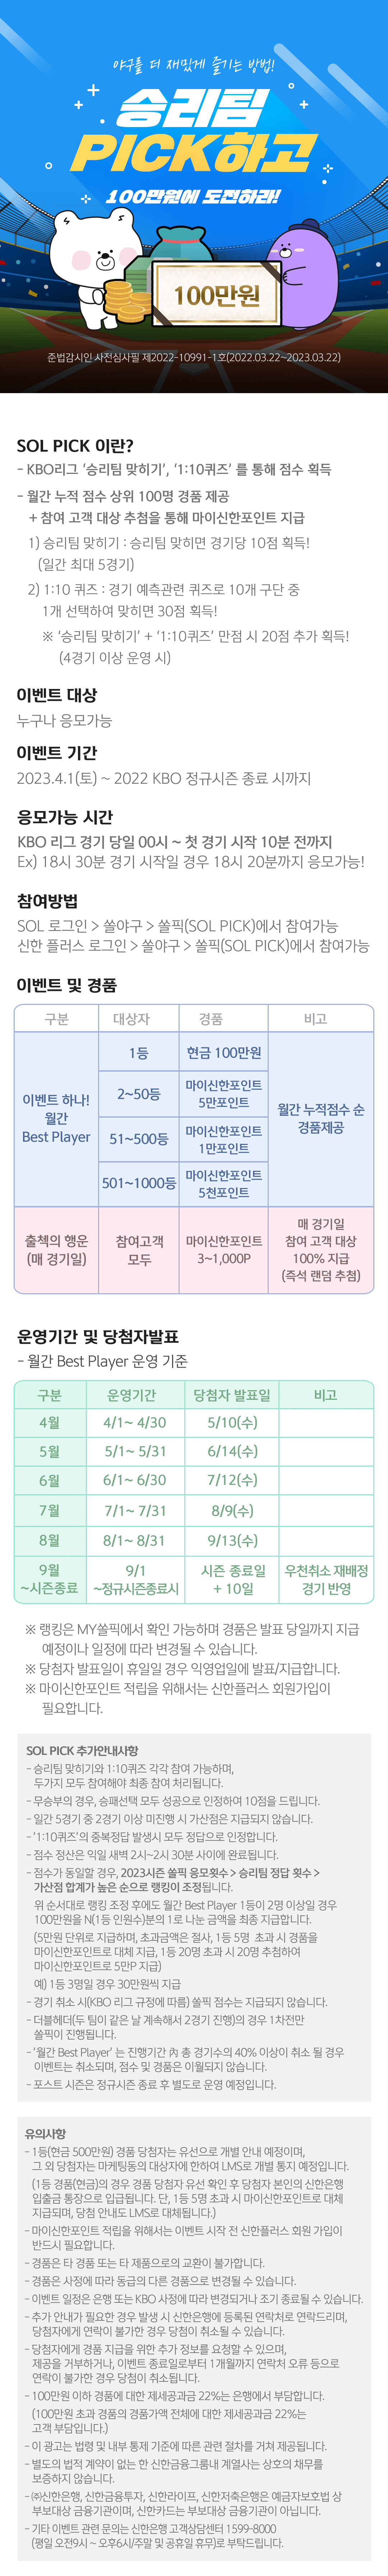 야구를 더 재밌게 즐기는 방법!
승리팀
PICK하고
100만원에 도전하라!
100만원
준법감시인 사전심사필 제2022-10991-1호(2022.03.22~2023.03.22)
SOL PICK 이란?
- KBO리그 ‘승리팀 맞히기’, ‘1:10퀴즈’ 를 통해 점수 획득
- 월간 누적 점수 상위 100명 경품 제공
+ 참여 고객 대상 추첨을 통해 마이신한포인트 지급
1) 승리팀 맞히기 : 승리팀 맞히면 경기당 10점 획득!
(일간 최대 5경기)
2) 1:10 퀴즈 : 경기 예측관련 퀴즈로 10개 구단 중
1개 선택하여 맞히면 30점 획득!
※ ‘승리팀 맞히기’ + ‘1:10퀴즈’ 만점 시 20점 추가 획득!
(4경기 이상 운영 시)
이벤트 대상
누구나 응모가능
이벤트 기간
2023.4.1(토) ~ 2022 KBO 정규시즌 종료 시까지
응모가능 시간
KBO 리그 경기 당일 00시 ~ 첫 경기 시작 10분 전까지
Ex) 18시 30분 경기 시작일 경우 18시 20분까지 응모가능!
참여방법
SOL 로그인 > 쏠야구 > 쏠픽(SOL PICK)에서 참여가능
신한 플러스 로그인 > 쏠야구 > 쏠픽(SOL PICK)에서 참여가능
이벤트 및 경품
구분 대상자 경품 비고
이벤트 하나!
월간
Best Player
1등 현금 100만원
2~50등 마이신한포인트
5만포인트
51~500등 마이신한포인트
1만포인트
501~1000등 마이신한포인트
5천포인트
월간 누적점수 순
경품제공
출첵의 행운
(매 경기일)
참여고객
모두
마이신한포인트
3~1,000P
매 경기일
참여 고객 대상
100% 지급
(즉석 랜덤 추첨)
운영기간 및 당첨자발표
- 월간 Best Player 운영 기준
구분 운영기간 당첨자 발표일 비고
4월 4/1~ 4/30 5/10(수)
5월 5/1~ 5/31 6/14(수)
6월 6/1~ 6/30 7/12(수)
7월 7/1~ 7/31 8/9(수)
8월 8/1~ 8/31 9/13(수)
9월
~시즌종료
9/1
~정규시즌종료시
시즌 종료일
+ 10일
우천취소 재배정
경기 반영
※ 랭킹은 MY쏠픽에서 확인 가능하며 경품은 발표 당일까지 지급
예정이나 일정에 따라 변경될 수 있습니다.
※ 당첨자 발표일이 휴일일 경우 익영업일에 발표/지급합니다.
※ 마이신한포인트 적립을 위해서는 신한플러스 회원가입이
필요합니다.
SOL PICK 추가안내사항
- 승리팀 맞히기와 1:10퀴즈 각각 참여 가능하며,
두가지 모두 참여해야 최종 참여 처리됩니다.
- 무승부의 경우, 승패선택 모두 성공으로 인정하여 10점을 드립니다.
- 일간 5경기 중 2경기 이상 미진행 시 가산점은 지급되지 않습니다.
- ‘1:10퀴즈’의 중복정답 발생시 모두 정답으로 인정합니다.
- 점수 정산은 익일 새벽 2시~2시 30분 사이에 완료됩니다.
- 점수가 동일할 경우, 2023시즌 쏠픽 응모횟수 > 승리팀 정답 횟수 >
가산점 합계가 높은 순으로 랭킹이 조정됩니다.
위 순서대로 랭킹 조정 후에도 월간 Best Player 1등이 2명 이상일 경우
100만원을 N(1등 인원수)분의 1로 나눈 금액을 최종 지급합니다.
(5만원 단위로 지급하며, 초과금액은 절사, 1등 5명 초과 시 경품을
마이신한포인트로 대체 지급, 1등 20명 초과 시 20명 추첨하여
마이신한포인트로 5만P 지급)
예) 1등 3명일 경우 30만원씩 지급
- 경기 취소 시(KBO 리그 규정에 따름) 쏠픽 점수는 지급되지 않습니다.
- 더블헤더(두 팀이 같은 날 계속해서 2경기 진행)의 경우 1차전만
쏠픽이 진행됩니다.
- ‘월간 Best Player’ 는 진행기간 內 총 경기수의 40% 이상이 취소 될 경우
이벤트는 취소되며, 점수 및 경품은 이월되지 않습니다.
- 포스트 시즌은 정규시즌 종료 후 별도로 운영 예정입니다.
유의사항
- 1등(현금 500만원) 경품 당첨자는 유선으로 개별 안내 예정이며,
그 외 당첨자는 마케팅동의 대상자에 한하여 LMS로 개별 통지 예정입니다.
(1등 경품(현금)의 경우 경품 당첨자 유선 확인 후 당첨자 본인의 신한은행
입출금 통장으로 입금됩니다. 단, 1등 5명 초과 시 마이신한포인트로 대체
지급되며, 당첨 안내도 LMS로 대체됩니다.)
- 마이신한포인트 적립을 위해서는 이벤트 시작 전 신한플러스 회원 가입이
반드시 필요합니다.
- 경품은 타 경품 또는 타 제품으로의 교환이 불가합니다.
- 경품은 사정에 따라 동급의 다른 경품으로 변경될 수 있습니다.
- 이벤트 일정은 은행 또는 KBO 사정에 따라 변경되거나 조기 종료될 수 있습니다.
- 추가 안내가 필요한 경우 발생 시 신한은행에 등록된 연락처로 연락드리며,
당첨자에게 연락이 불가한 경우 당첨이 취소될 수 있습니다.
- 당첨자에게 경품 지급을 위한 추가 정보를 요청할 수 있으며,
제공을 거부하거나, 이벤트 종료일로부터 1개월까지 연락처 오류 등으로
연락이 불가한 경우 당첨이 취소됩니다.
- 100만원 이하 경품에 대한 제세공과금 22%는 은행에서 부담합니다.
(100만원 초과 경품의 경품가액 전체에 대한 제세공과금 22%는
고객 부담입니다.)
- 이 광고는 법령 및 내부 통제 기준에 따른 관련 절차를 거쳐 제공됩니다.
- 별도의 법적 계약이 없는 한 신한금융그룹내 계열사는 상호의 채무를
보증하지 않습니다.
- ㈜신한은행, 신한금융투자, 신한라이프, 신한저축은행은 예금자보호법 상
부보대상 금융기관이며, 신한카드는 부보대상 금융기관이 아닙니다.
- 기타 이벤트 관련 문의는 신한은행 고객상담센터 1599-8000
(평일 오전9시 ~ 오후6시/주말 및 공휴일 휴무)로 부탁드립니다.